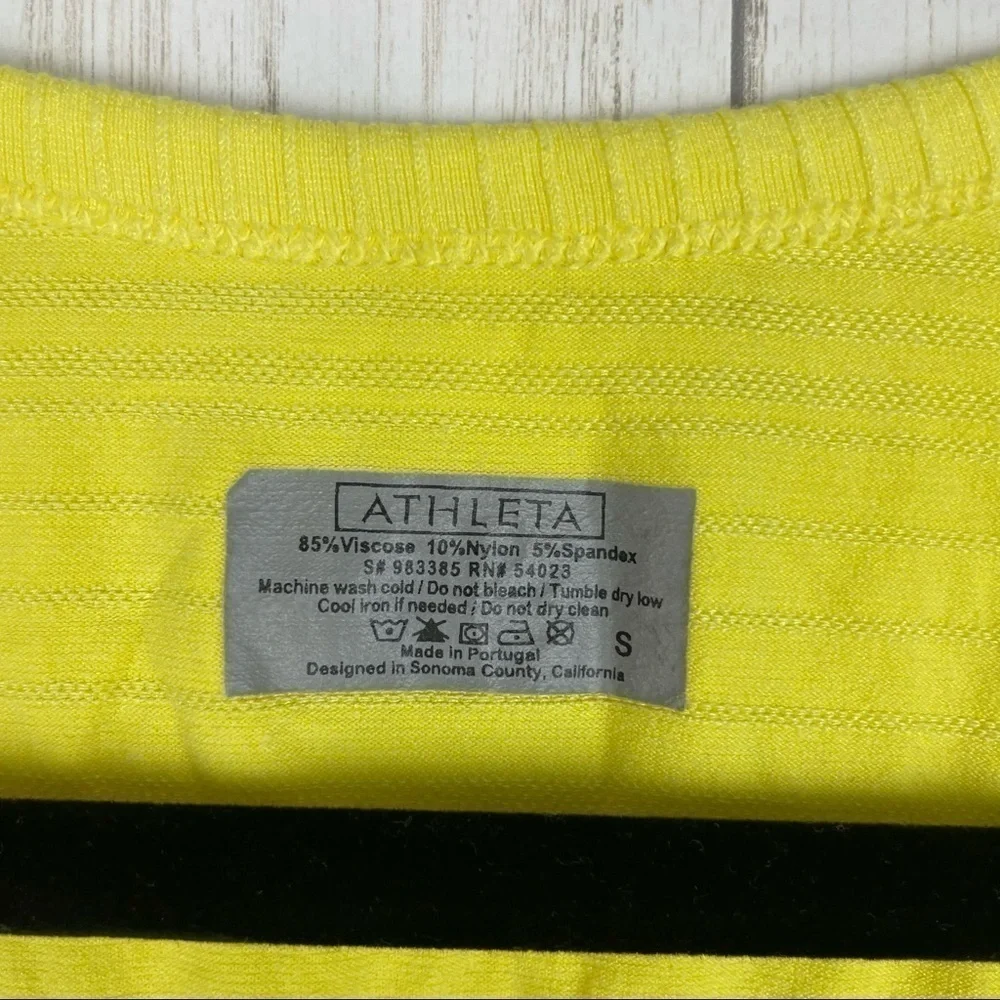 ATHLETA
85%Viscose 10%Nylon 5%Spandex
S# 983385 RN# 54023
Machine wash cold / Do not bleach / Tumble dry low
Cool iron if needed / Do not dry clean
S
Made in Portugal
Designed in Sonoma County, California